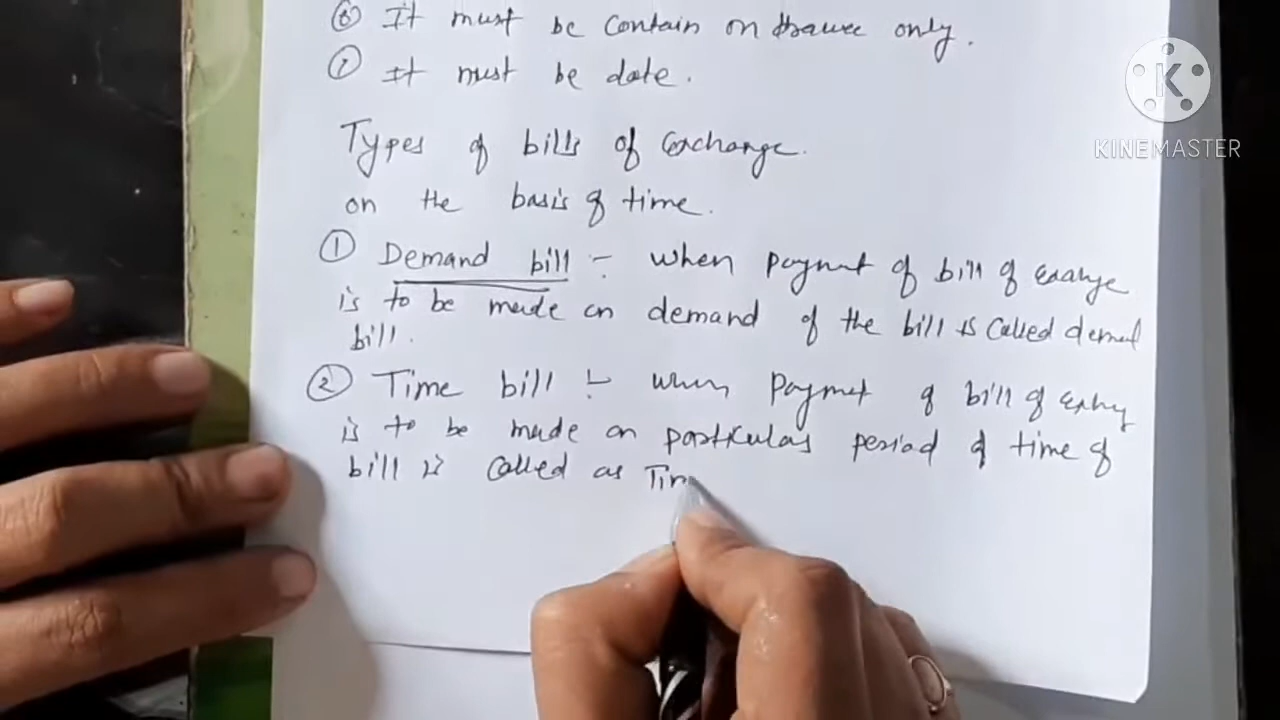 ⑥ It must be contain on drawee only.
⑦ It must be date.
K
KINEMASTER
Types of bills of Exchange.
on the basis of time.
① Demand bill :- when payment of bill of exchange
is to be made on demand of the bill is called demand
bill.
② Time bill :- when payment of bill of exchange
is to be made on particular period of time of
bill is called as Tim